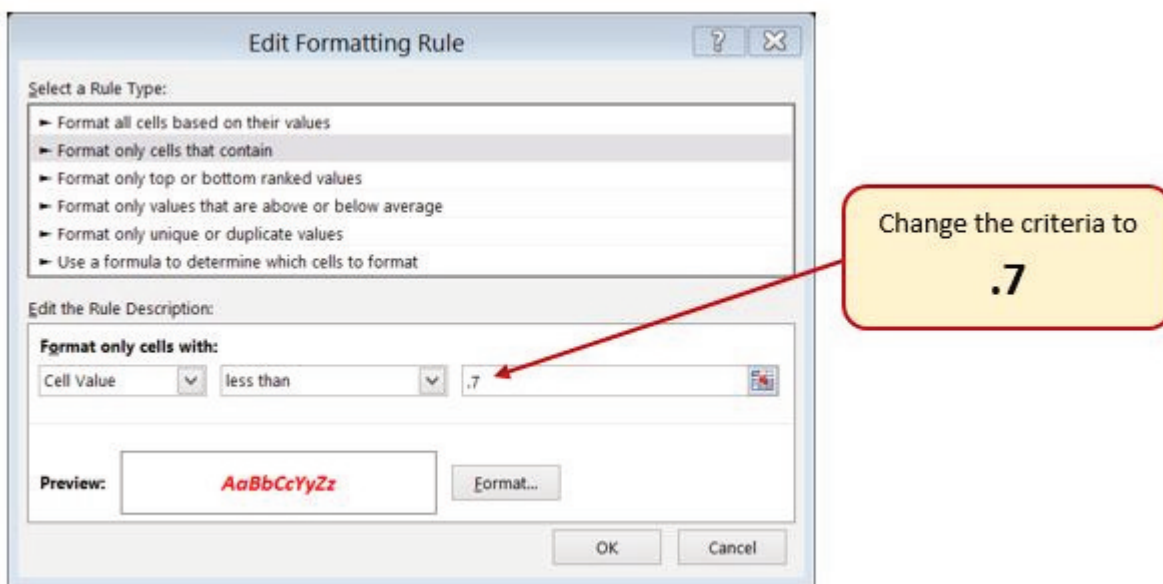 Edit Formatting Rule
Select a Rule Type:
► Format all cells based on their values
► Format only cells that contain
► Format only top or bottom ranked values
► Format only values that are above or below average
► Format only unique or duplicate values
► Use a formula to determine which cells to format
Edit the Rule Description:
Format only cells with:
Cell Value less than .7
Preview: AaBbCcYyZz Format...
OK Cancel
Change the criteria to
.7